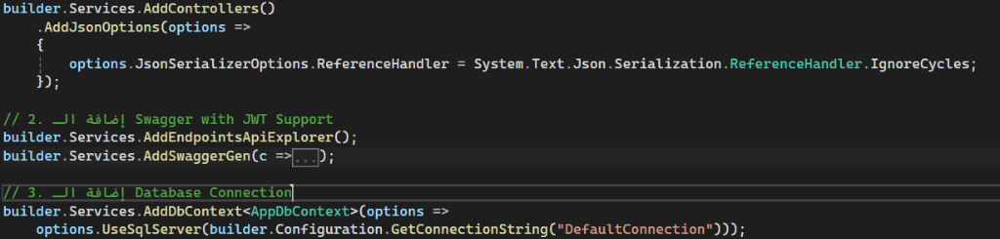 builder.Services.AddControllers()
    .AddJsonOptions(options =>
    {
        options.JsonSerializerOptions.ReferenceHandler = System.Text.Json.Serialization.ReferenceHandler.IgnoreCycles;
    });
// 2. إضافة الـ Swagger with JWT Support
builder.Services.AddEndpointsApiExplorer();
builder.Services.AddSwaggerGen(c =>...);
// 3. إضافة الـ Database Connection
builder.Services.AddDbContext<AppDbContext>(options =>
    options.UseSqlServer(builder.Configuration.GetConnectionString("DefaultConnection")));